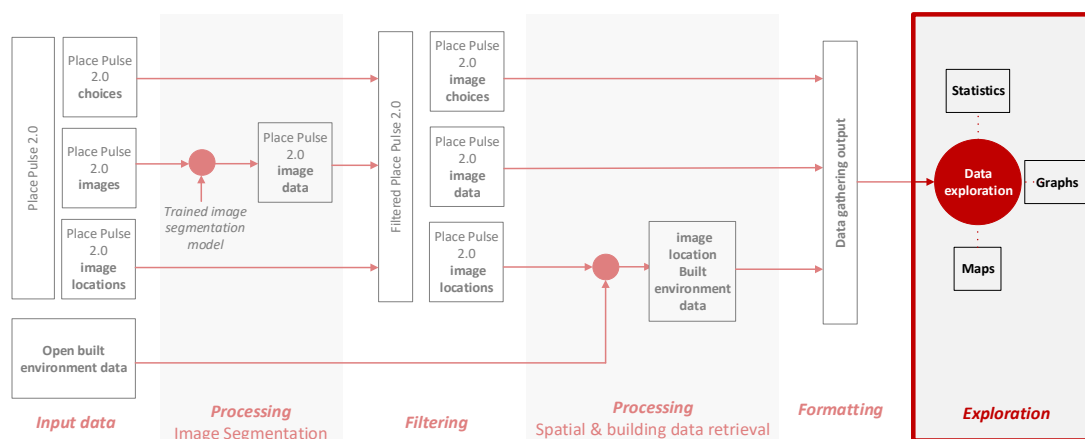 Place Pulse 2.0
Place Pulse
2.0
choices
Place Pulse
2.0
images
Place Pulse
2.0
image
locations
Open built
environment data
Input data
Trained image
segmentation
model
Place Pulse
2.0
image
data
Processing
Image Segmentation
Filtered Place Pulse 2.0
Place Pulse
2.0
image
choices
Place Pulse
2.0
image
data
Place Pulse
2.0
image
locations
Filtering
image
location
Built
environment
data
Processing
Spatial & building data retrieval
Data gathering output
Formatting
Statistics
Data
exploration
Graphs
Maps
Exploration